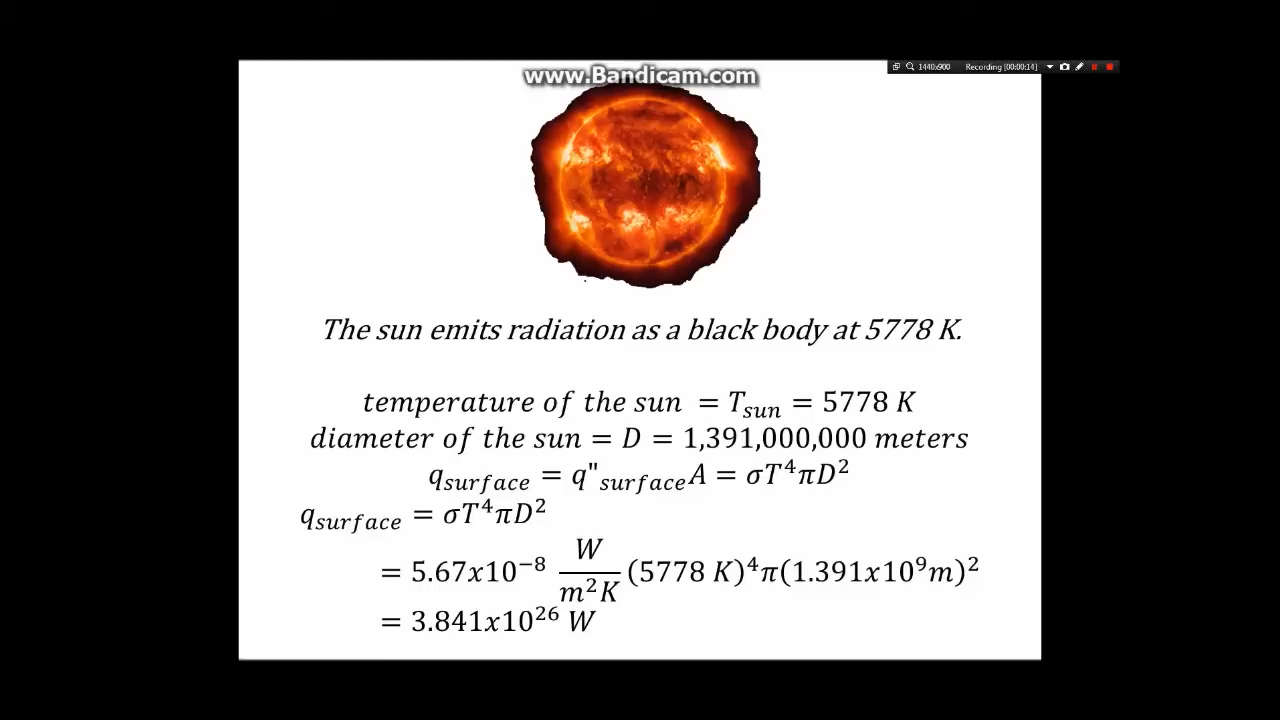 www.Bandicam.com
1440x900 Recording [00:00:14]
The sun emits radiation as a black body at 5778 K.
temperature of the sun = T_sun = 5778 K
diameter of the sun = D = 1,391,000,000 meters
q_surface = q"_surface A = σT⁴πD²
q_surface = σT⁴πD²
= 5.67x10⁻⁸ W/m²K (5778 K)⁴π(1.391x10⁹m)²
= 3.841x10²⁶ W